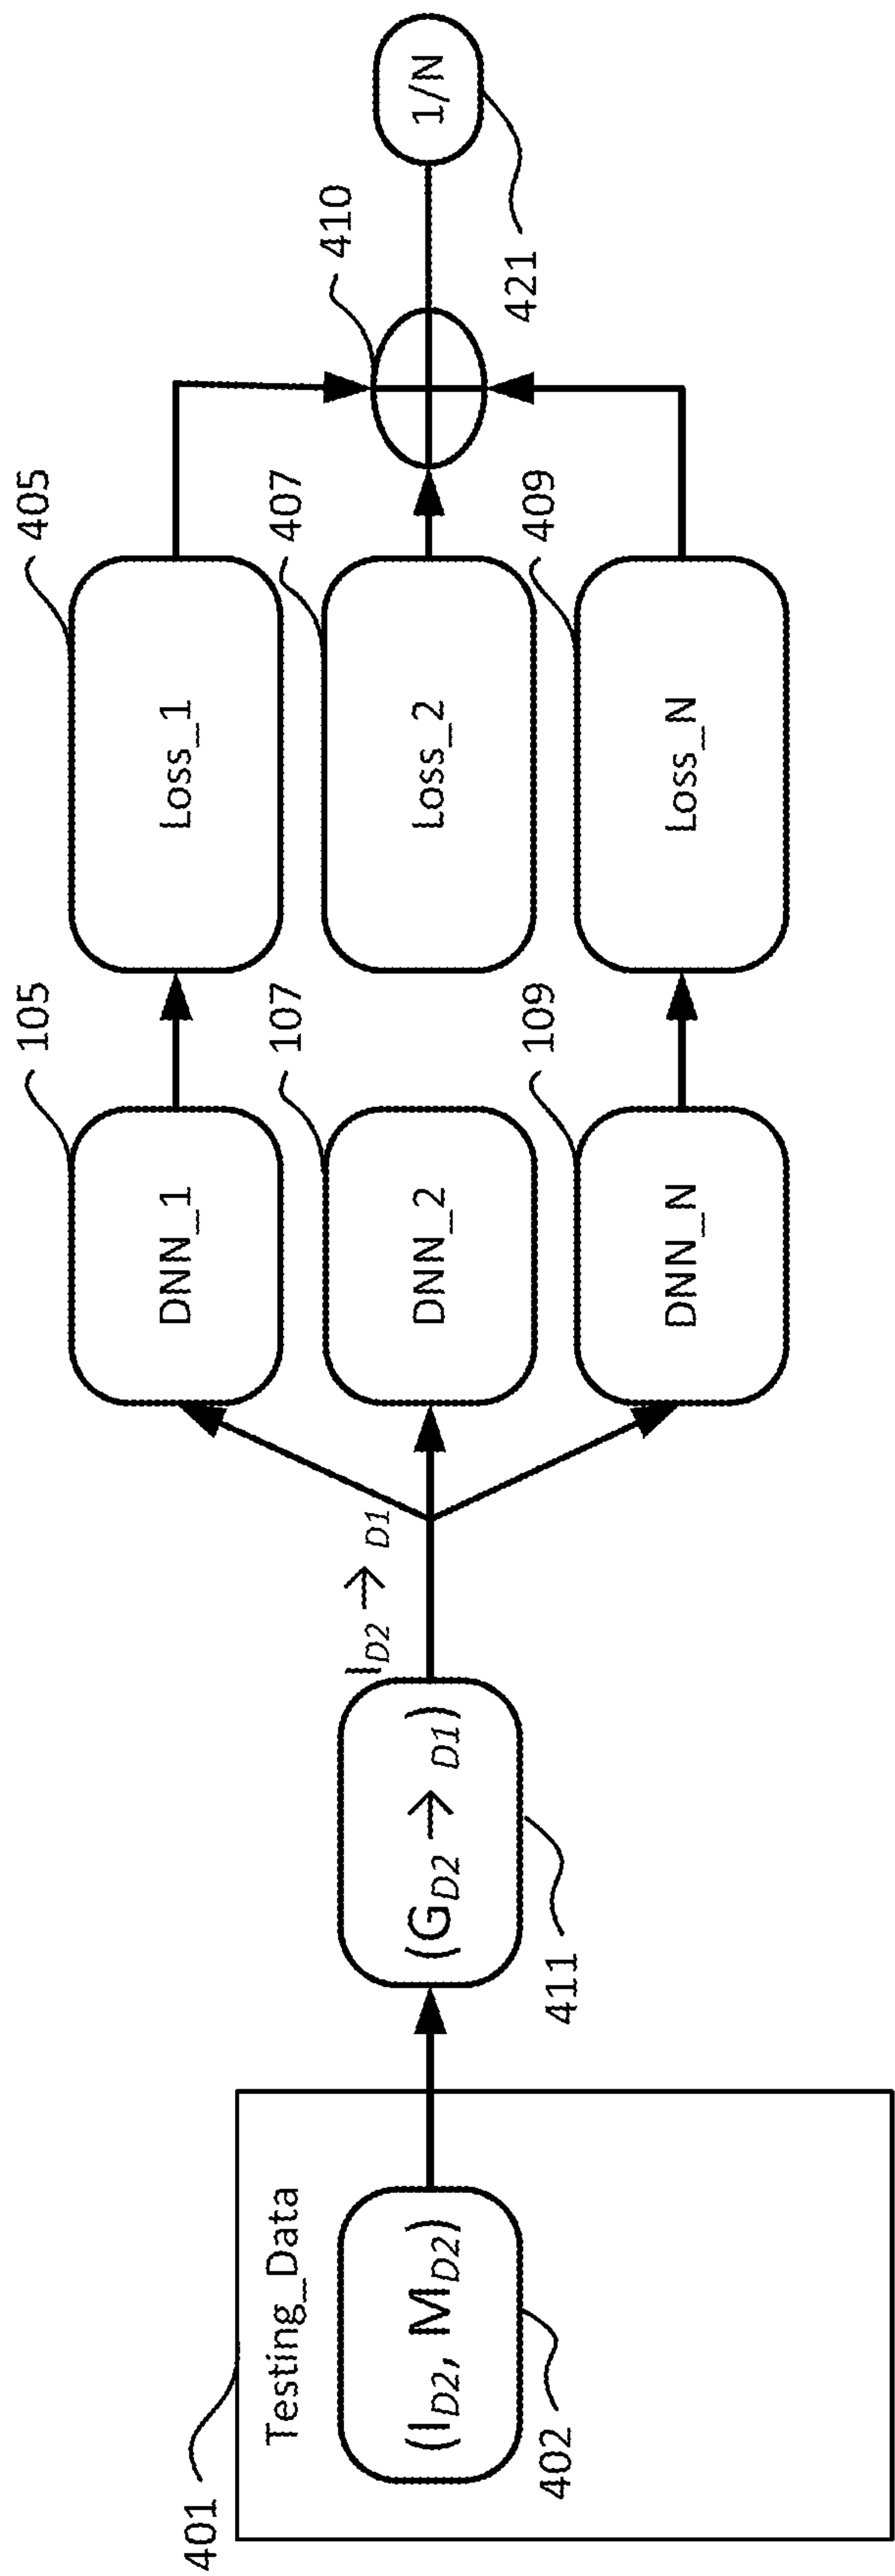 401
Testing_Data
(I_D2, M_D2)
402
(G_D2 → D1)
411
I_D2 → D1
DNN_1
105
DNN_2
107
DNN_N
109
Loss_1
405
Loss_2
407
Loss_N
409
410
1/N
421